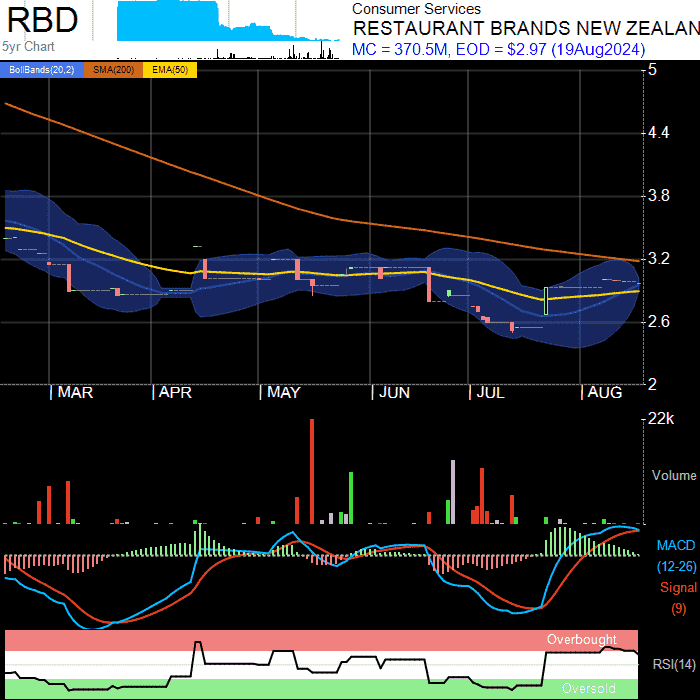 RBD
5yr Chart
Consumer Services
RESTAURANT BRANDS NEW ZEALAN
MC = 370.5M, EOD = $2.97 (19Aug2024)
BollBands(20,2) SMA(200) EMA(50)
5
4.4
3.8
3.2
2.6
2
MAR APR MAY JUN JUL AUG
22k
Volume
MACD
(12-26)
Signal
(9)
Overbought
RSI(14)
Oversold